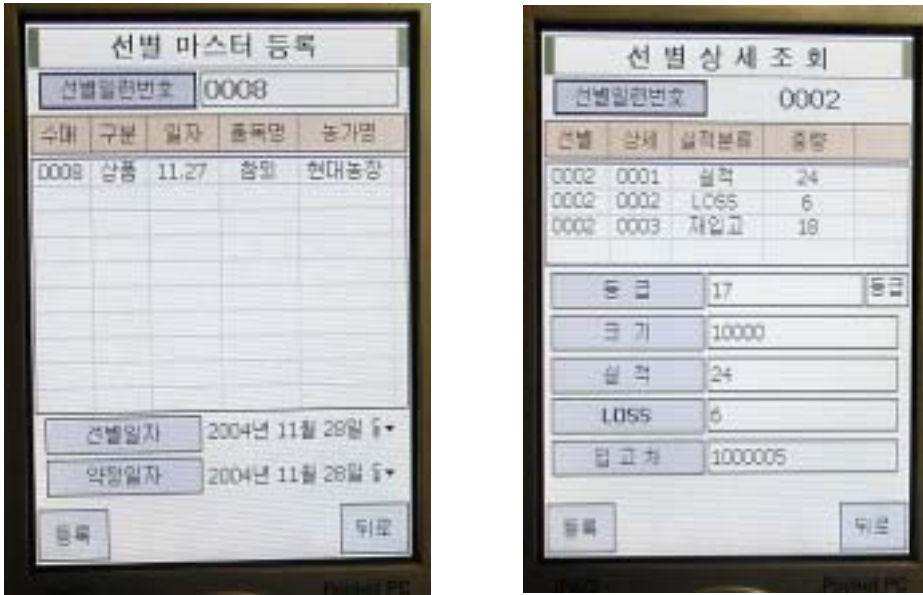 선별 마스터 등록
선별일련번호 0008
수매 구분 일자 품목명 농가명
0008 상품 11.27 참외 현대농장
선별일자 2004년 11월 28일
약정일자 2004년 11월 28일
등록 뒤로
Pocket PC
선 별 상 세 조 회
선별일련번호 0002
선별 상세 실적분류 중량
0002 0001 실적 24
0002 0002 LOSS 6
0002 0003 재입고 18
등 급 17 등급
크 기 10000
실 적 24
LOSS 6
입 고 처 1000005
등록 뒤로
Pocket PC